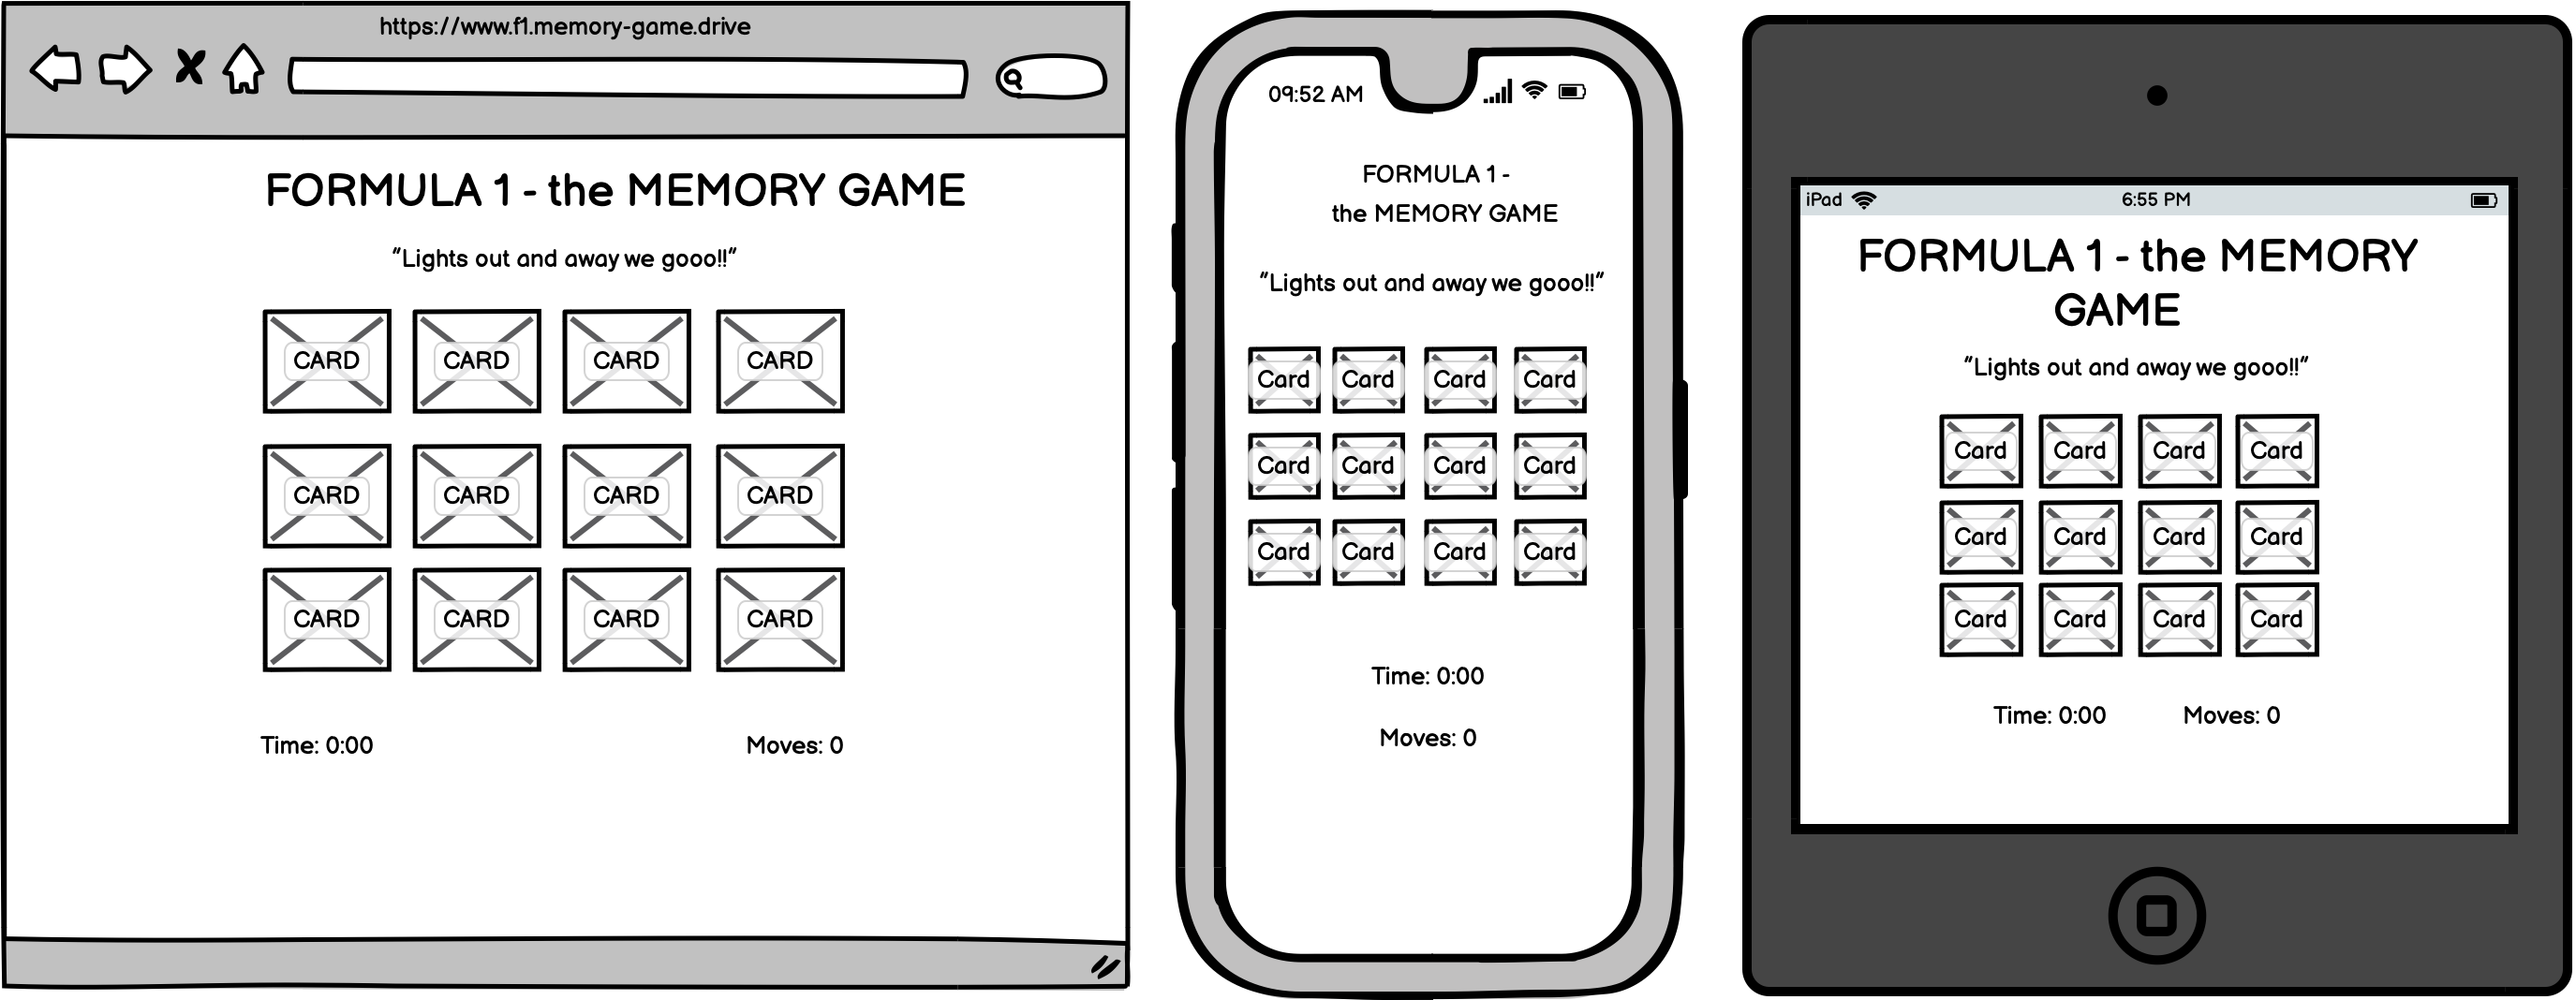 https://www.f1.memory-game.drive
FORMULA 1 - the MEMORY GAME
"Lights out and away we gooo!!"
CARD CARD CARD CARD
CARD CARD CARD CARD
CARD CARD CARD CARD
Time: 0:00 Moves: 0
09:52 AM
FORMULA 1 -
the MEMORY GAME
"Lights out and away we gooo!!"
Card Card Card Card
Card Card Card Card
Card Card Card Card
Time: 0:00
Moves: 0
iPad 6:55 PM
FORMULA 1 - the MEMORY
GAME
"Lights out and away we gooo!!"
Card Card Card Card
Card Card Card Card
Card Card Card Card
Time: 0:00 Moves: 0